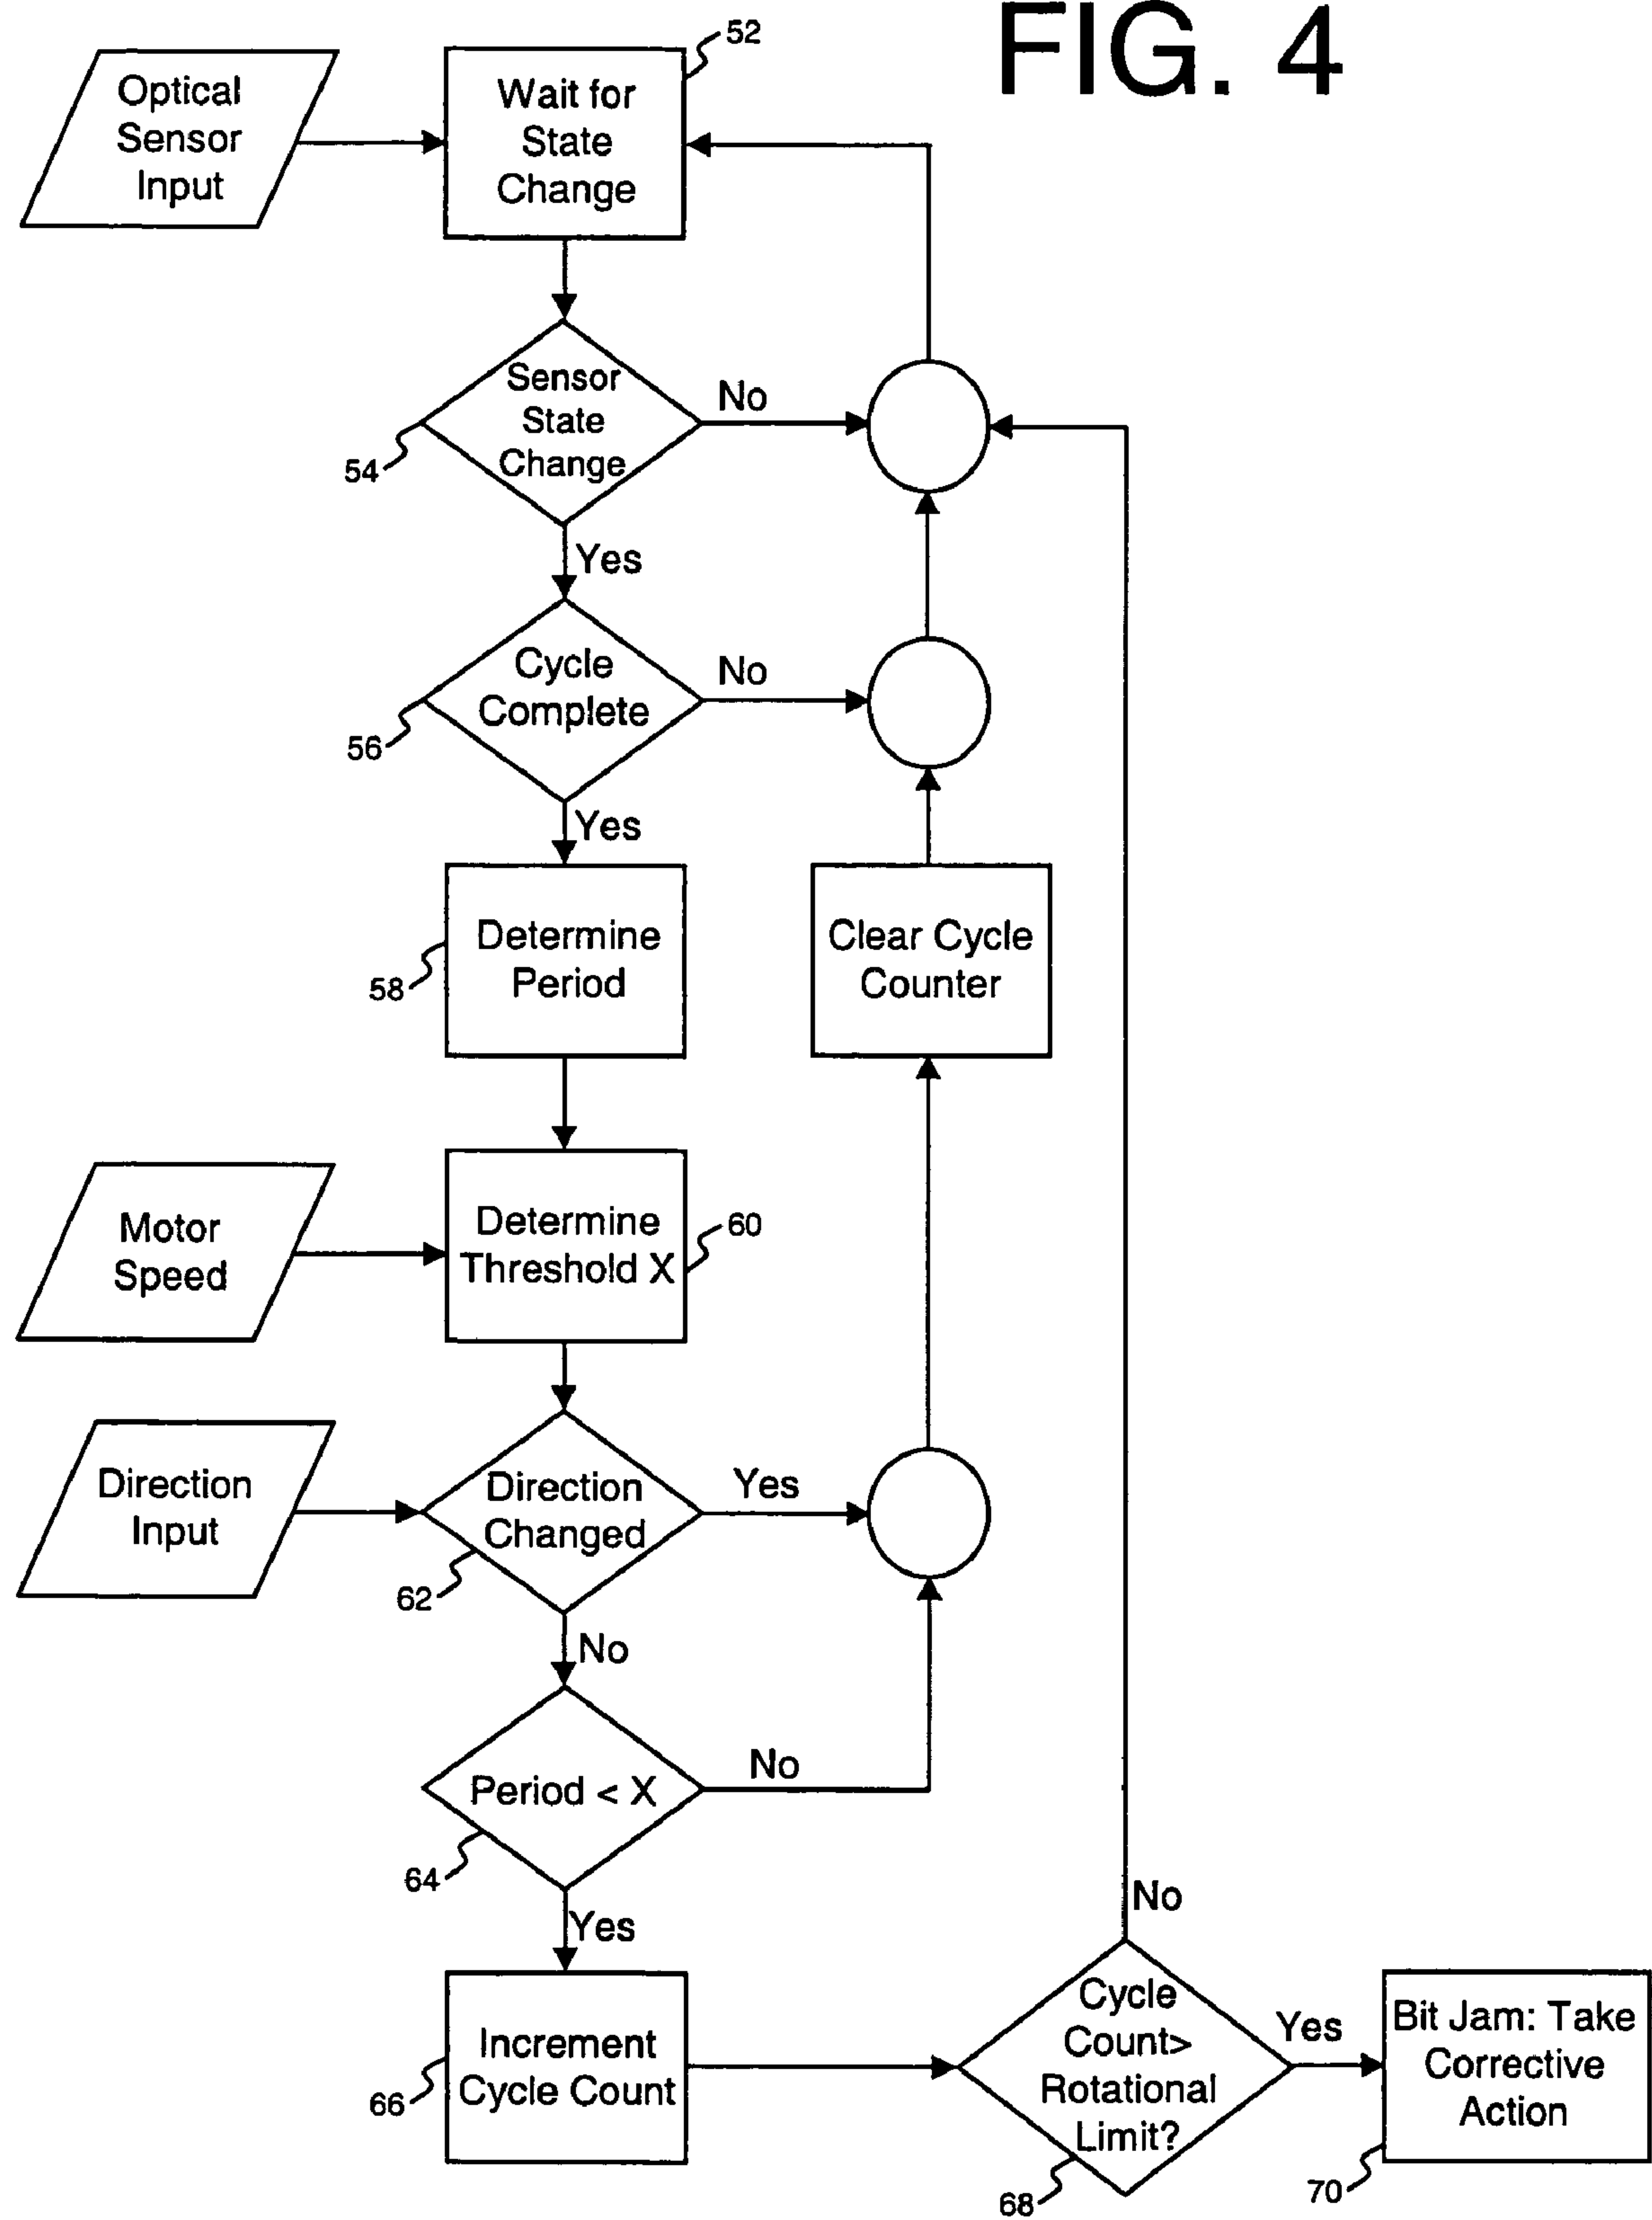 FIG. 4
52
Optical
Sensor
Input
Wait for
State
Change
Sensor
State
Change
No
54
Yes
Cycle
Complete
No
56
Yes
Determine
Period
58
Clear Cycle
Counter
Motor
Speed
Determine
Threshold X
60
Direction
Input
Direction
Changed
Yes
62
No
Period < X
No
64
Yes
Increment
Cycle Count
66
No
Cycle
Count>
Rotational
Limit?
68
Yes
Bit Jam: Take
Corrective
Action
70